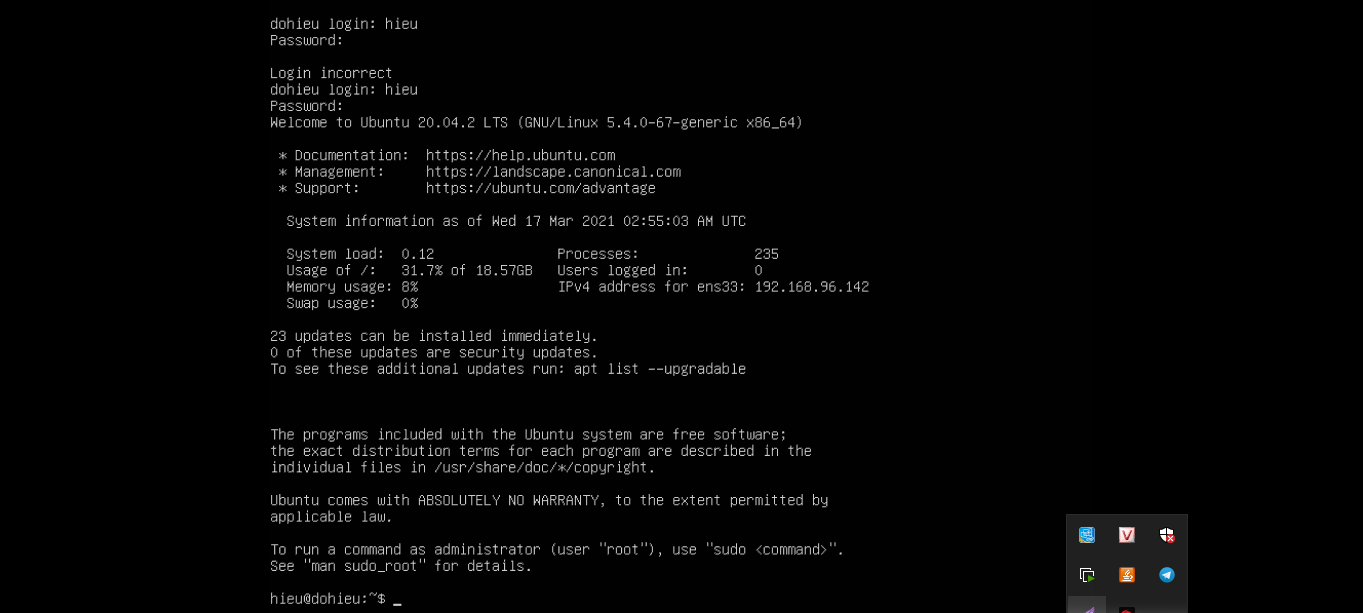 dohieu login: hieu
Password:
Login incorrect
dohieu login: hieu
Password:
Welcome to Ubuntu 20.04.2 LTS (GNU/Linux 5.4.0-67-generic x86_64)
* Documentation:  https://help.ubuntu.com
* Management:     https://landscape.canonical.com
* Support:        https://ubuntu.com/advantage
System information as of Wed 17 Mar 2021 02:55:03 AM UTC
System load:  0.12               Processes:              235
Usage of /:   31.7% of 18.57GB   Users logged in:        0
Memory usage: 8%                 IPv4 address for ens33: 192.168.96.142
Swap usage:   0%
23 updates can be installed immediately.
0 of these updates are security updates.
To see these additional updates run: apt list --upgradable
The programs included with the Ubuntu system are free software;
the exact distribution terms for each program are described in the
individual files in /usr/share/doc/*/copyright.
Ubuntu comes with ABSOLUTELY NO WARRANTY, to the extent permitted by
applicable law.
To run a command as administrator (user "root"), use "sudo <command>".
See "man sudo_root" for details.
hieu@dohieu:~$ _
V